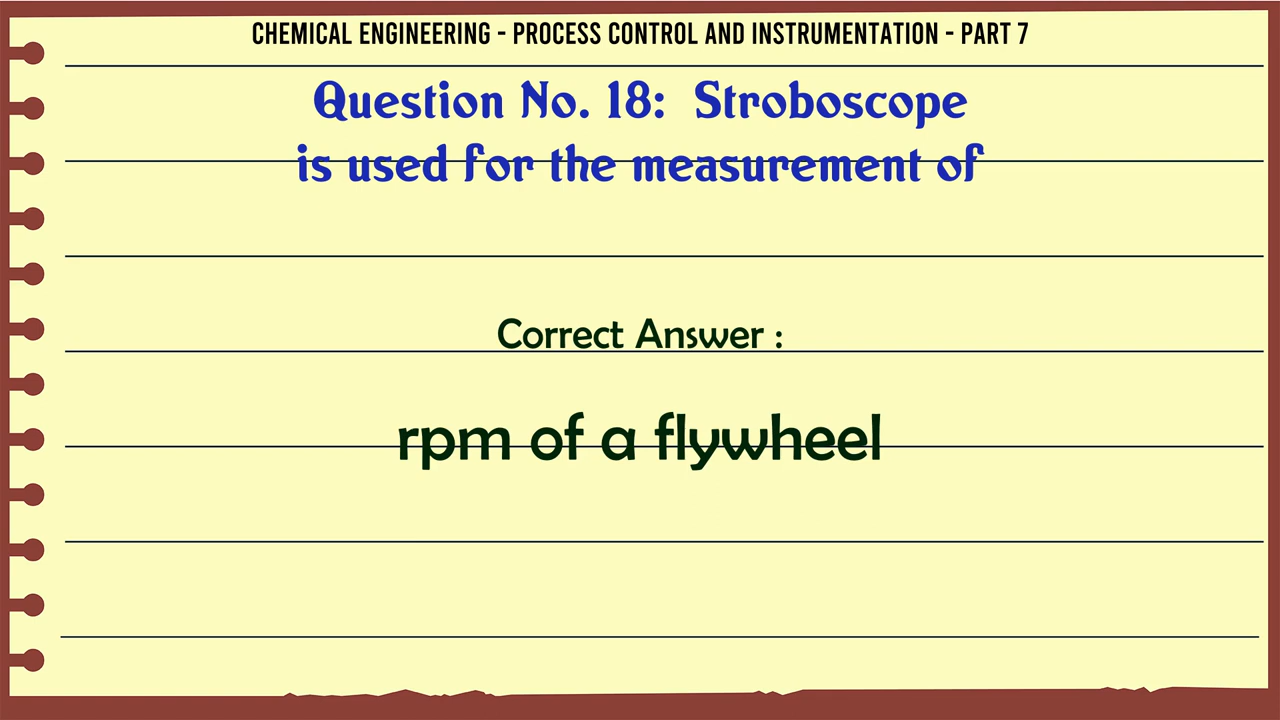 CHEMICAL ENGINEERING - PROCESS CONTROL AND INSTRUMENTATION - PART 7
Question No. 18: Stroboscope
is used for the measurement of
Correct Answer :
rpm of a flywheel